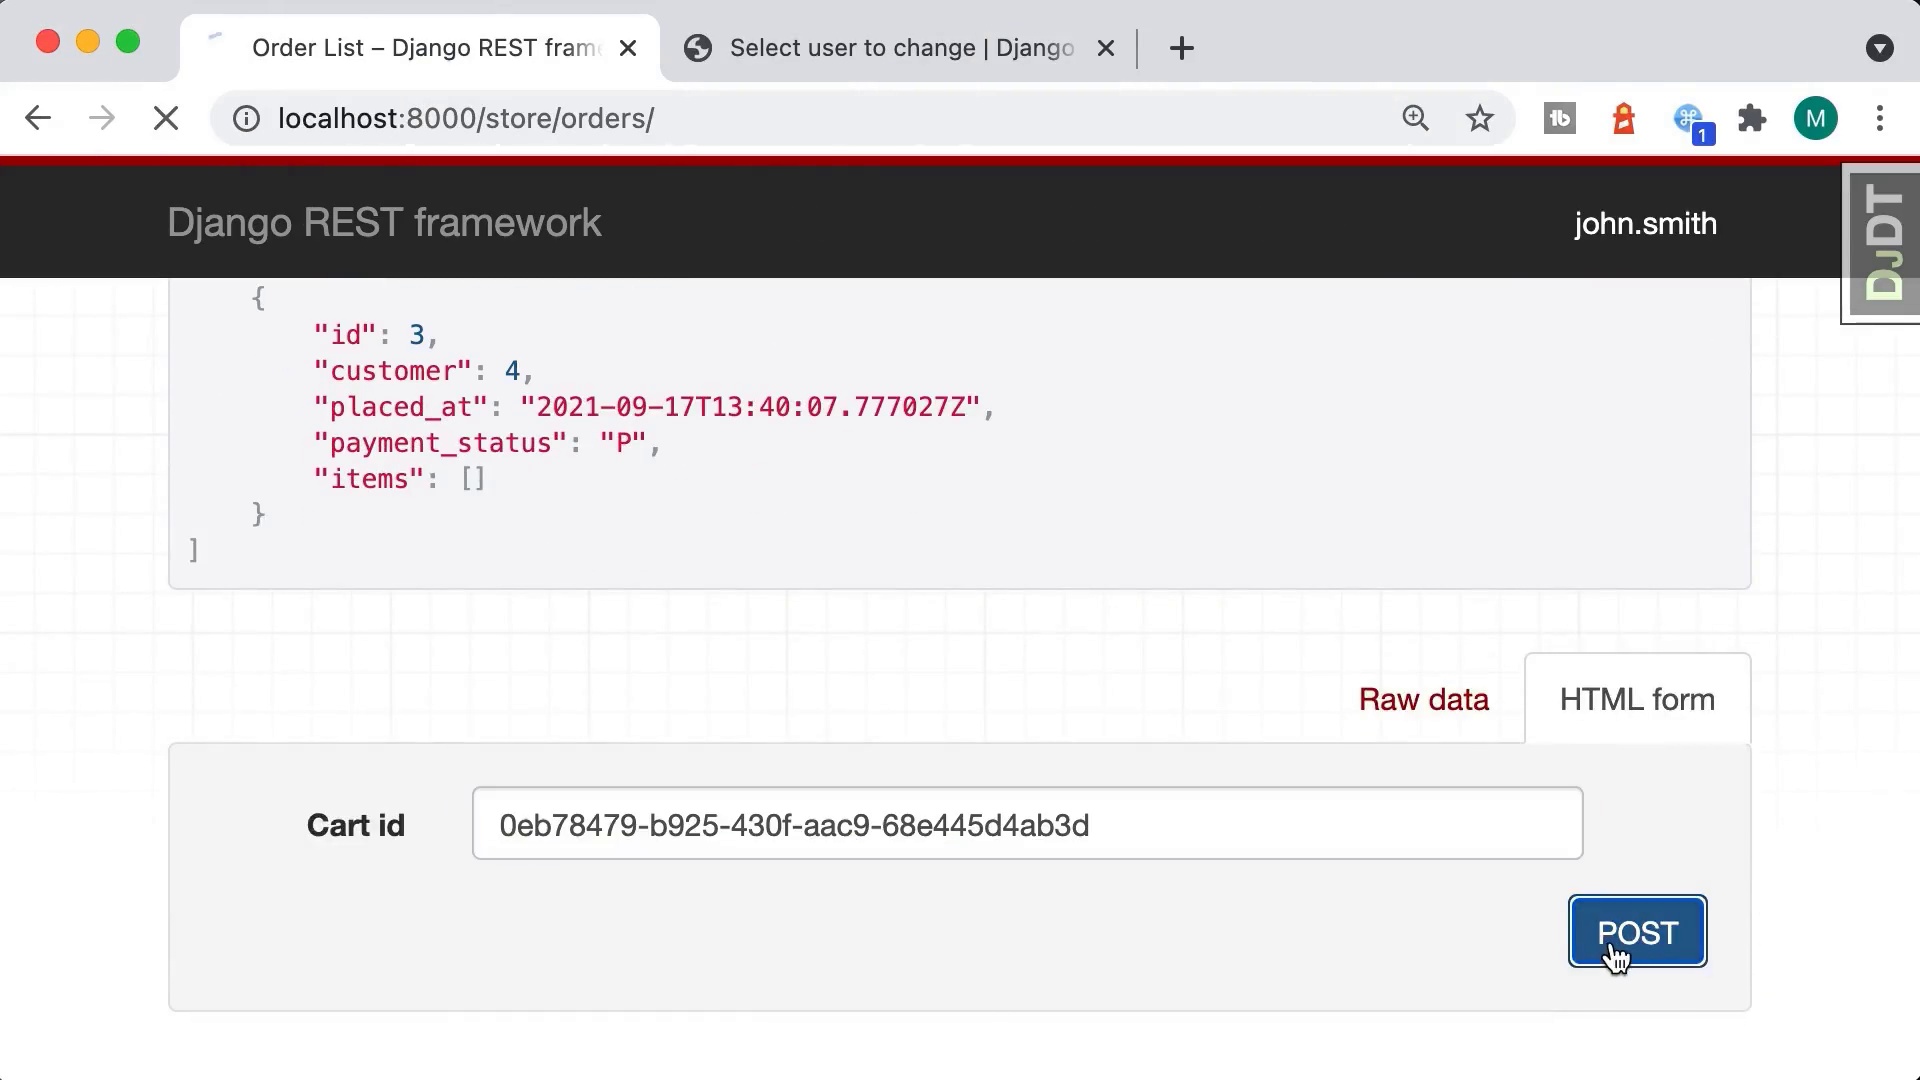 Order List – Django REST frame
Select user to change | Django
localhost:8000/store/orders/
1
M
Django REST framework
john.smith
DJDT
{
"id": 3,
"customer": 4,
"placed_at": "2021-09-17T13:40:07.777027Z",
"payment_status": "P",
"items": []
}
]
Raw data
HTML form
Cart id
0eb78479-b925-430f-aac9-68e445d4ab3d
POST